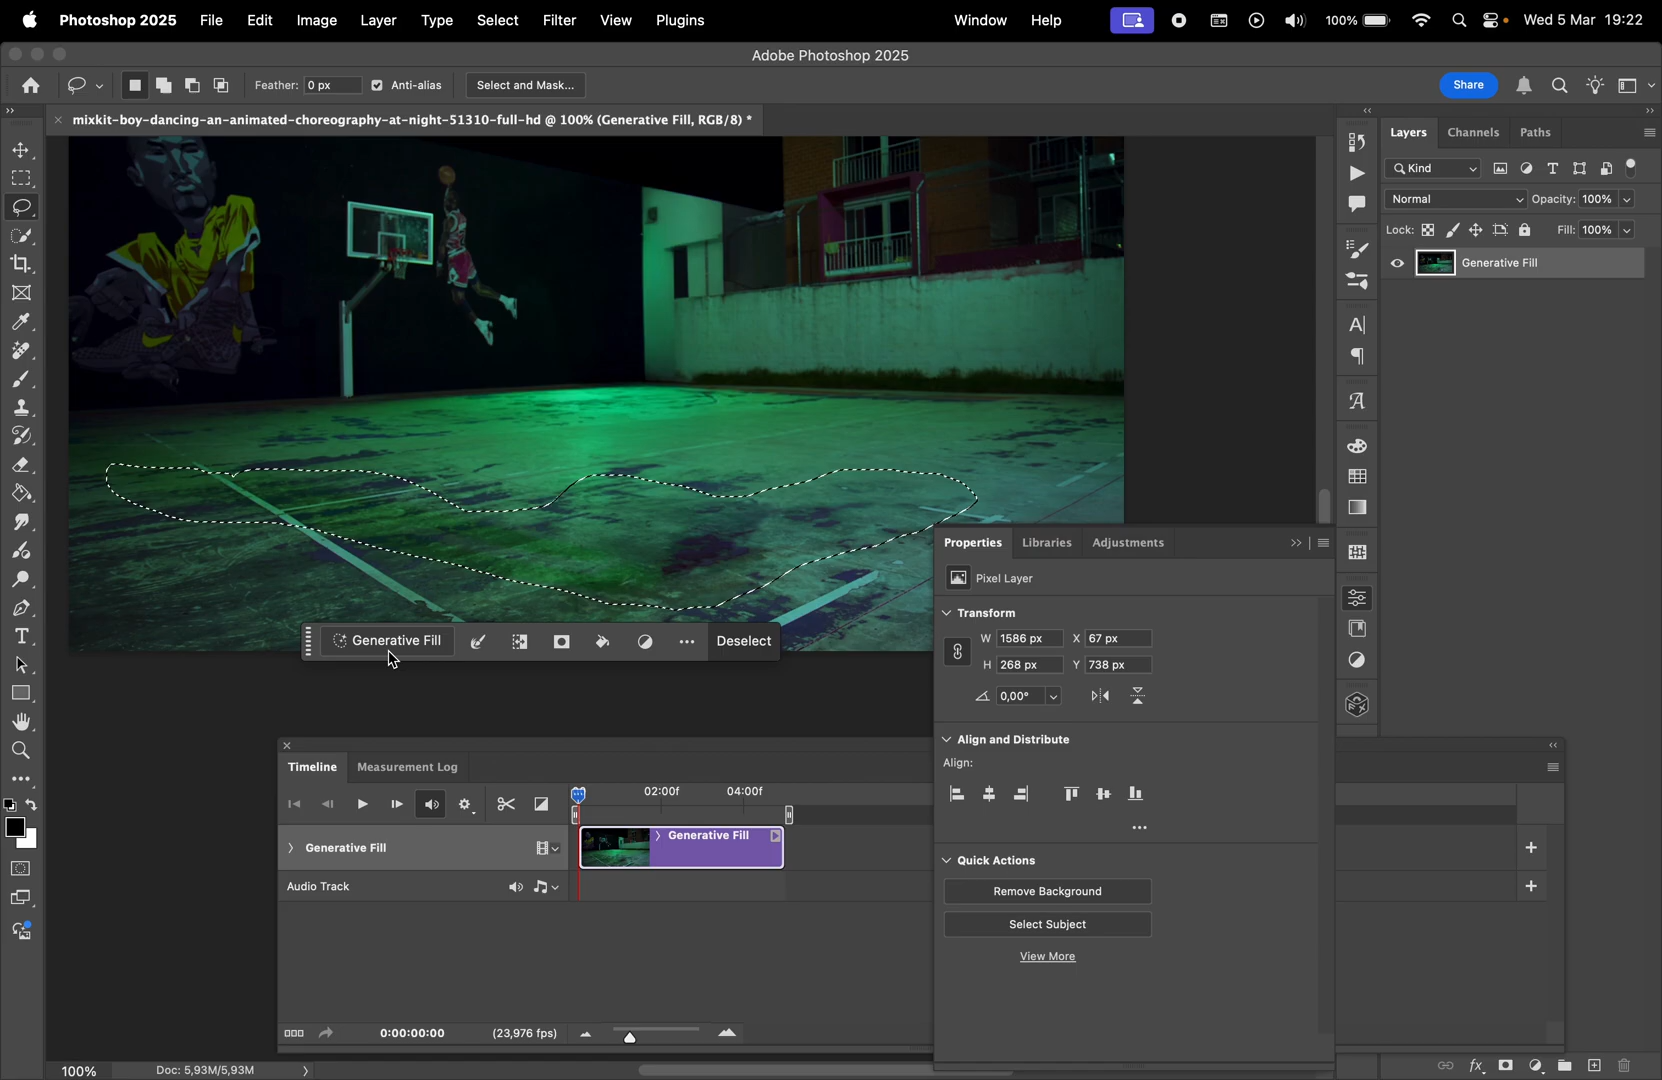 Photoshop 2025 File Edit Image Layer Type Select Filter View Plugins Window Help 100% Wed 5 Mar 19:22
Adobe Photoshop 2025
Feather: 0 px Anti-alias Select and Mask... Share
mixkit-boy-dancing-an-animated-choreography-at-night-51310-full-hd @ 100% (Generative Fill, RGB/8) *
Layers Channels Paths
Kind
Normal Opacity: 100%
Lock: Fill: 100%
Generative Fill
Properties Libraries Adjustments
Pixel Layer
Transform
W 1586 px X 67 px
H 268 px Y 738 px
0,00°
Align and Distribute
Align:
Quick Actions
Remove Background
Select Subject
View More
Generative Fill Deselect
Timeline Measurement Log
02:00f 04:00f
Generative Fill
Generative Fill
Audio Track
0:00:00:00 (23,976 fps)
100% Doc: 5,93M/5,93M